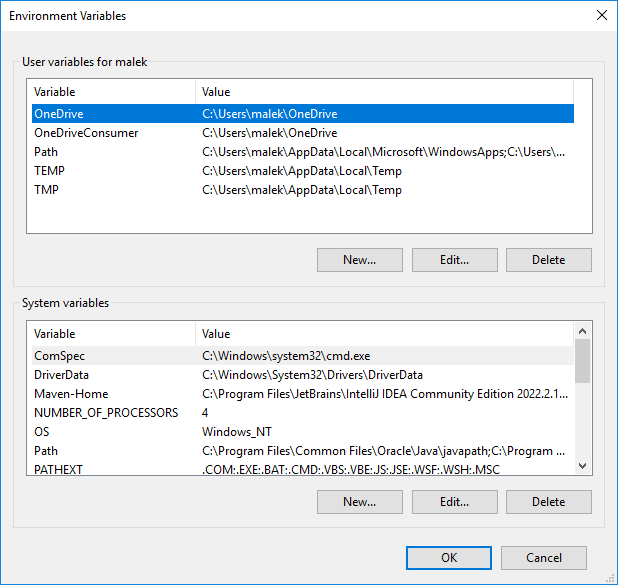 Environment Variables
User variables for malek
Variable Value
OneDrive C:\Users\malek\OneDrive
OneDriveConsumer C:\Users\malek\OneDrive
Path C:\Users\malek\AppData\Local\Microsoft\WindowsApps;C:\Users\...
TEMP C:\Users\malek\AppData\Local\Temp
TMP C:\Users\malek\AppData\Local\Temp
New... Edit... Delete
System variables
Variable Value
ComSpec C:\Windows\system32\cmd.exe
DriverData C:\Windows\System32\Drivers\DriverData
Maven-Home C:\Program Files\JetBrains\IntelliJ IDEA Community Edition 2022.2.1...
NUMBER_OF_PROCESSORS 4
OS Windows_NT
Path C:\Program Files\Common Files\Oracle\Java\javapath;C:\Program ...
PATHEXT .COM;.EXE;.BAT;.CMD;.VBS;.VBE;.JS;.JSE;.WSF;.WSH;.MSC
New... Edit... Delete
OK Cancel